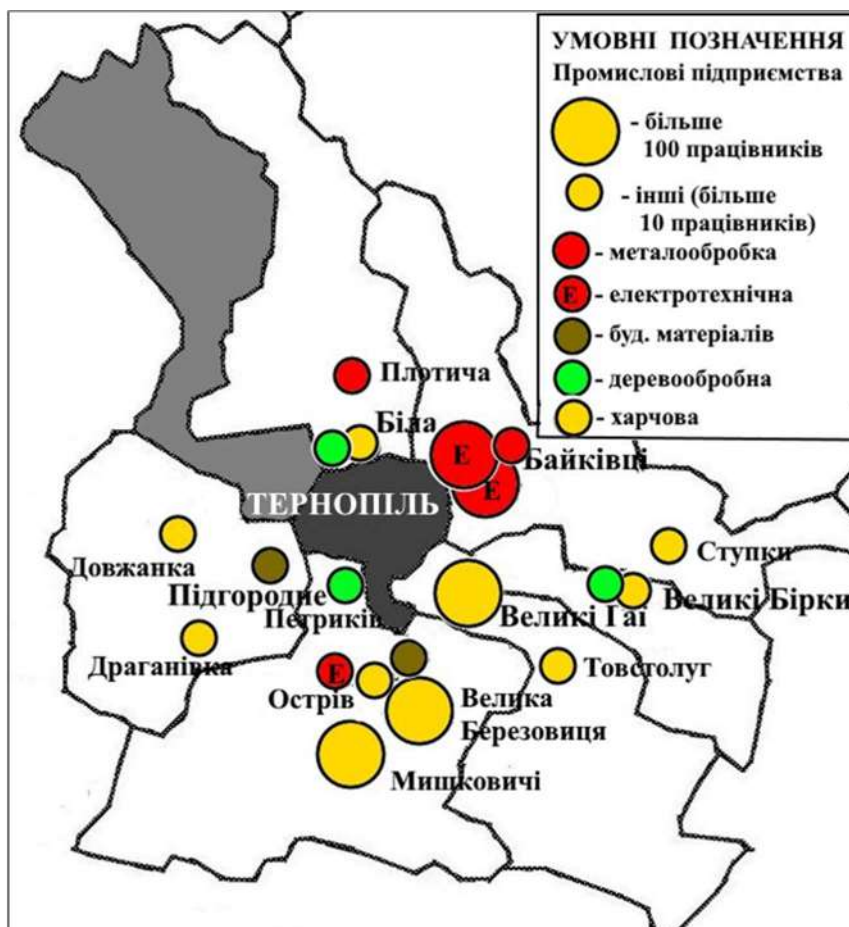 УМОВНІ ПОЗНАЧЕННЯ
Промислові підприємства
- більше
100 працівників
- інші (більше
10 працівників)
- металообробка
Е - електротехнічна
- буд. матеріалів
- деревообробна
- харчова
Плотича
Біла
Е
Байківці
Е
ТЕРНОПІЛЬ
Ступки
Довжанка
Підгородне
Петриків
Великі Гаї
Великі Бірки
Драганівка
Товстолуг
Е
Острів
Велика
Березовиця
Мишковичі